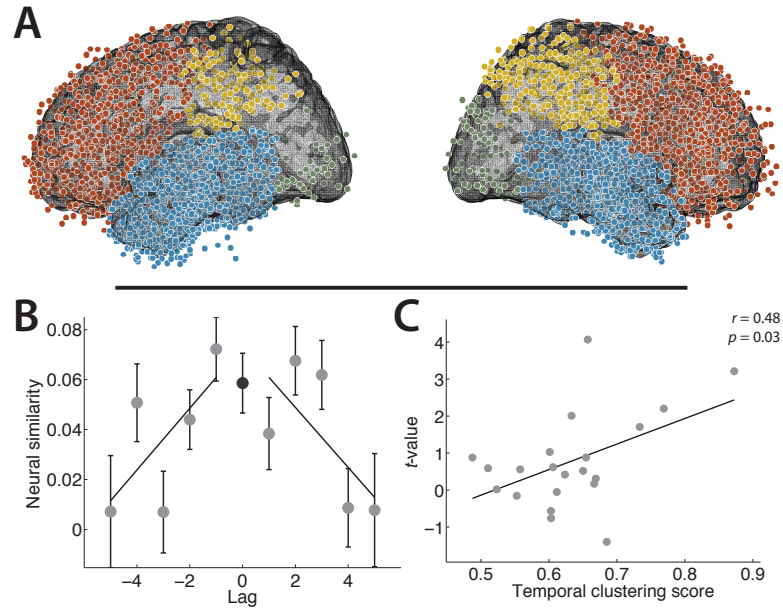 A
B
0.08
0.06
0.04
0.02
0
Neural similarity
−4
−2
0
2
4
Lag
C
r = 0.48
p = 0.03
4
3
2
1
0
−1
t-value
0.5
0.6
0.7
0.8
0.9
Temporal clustering score